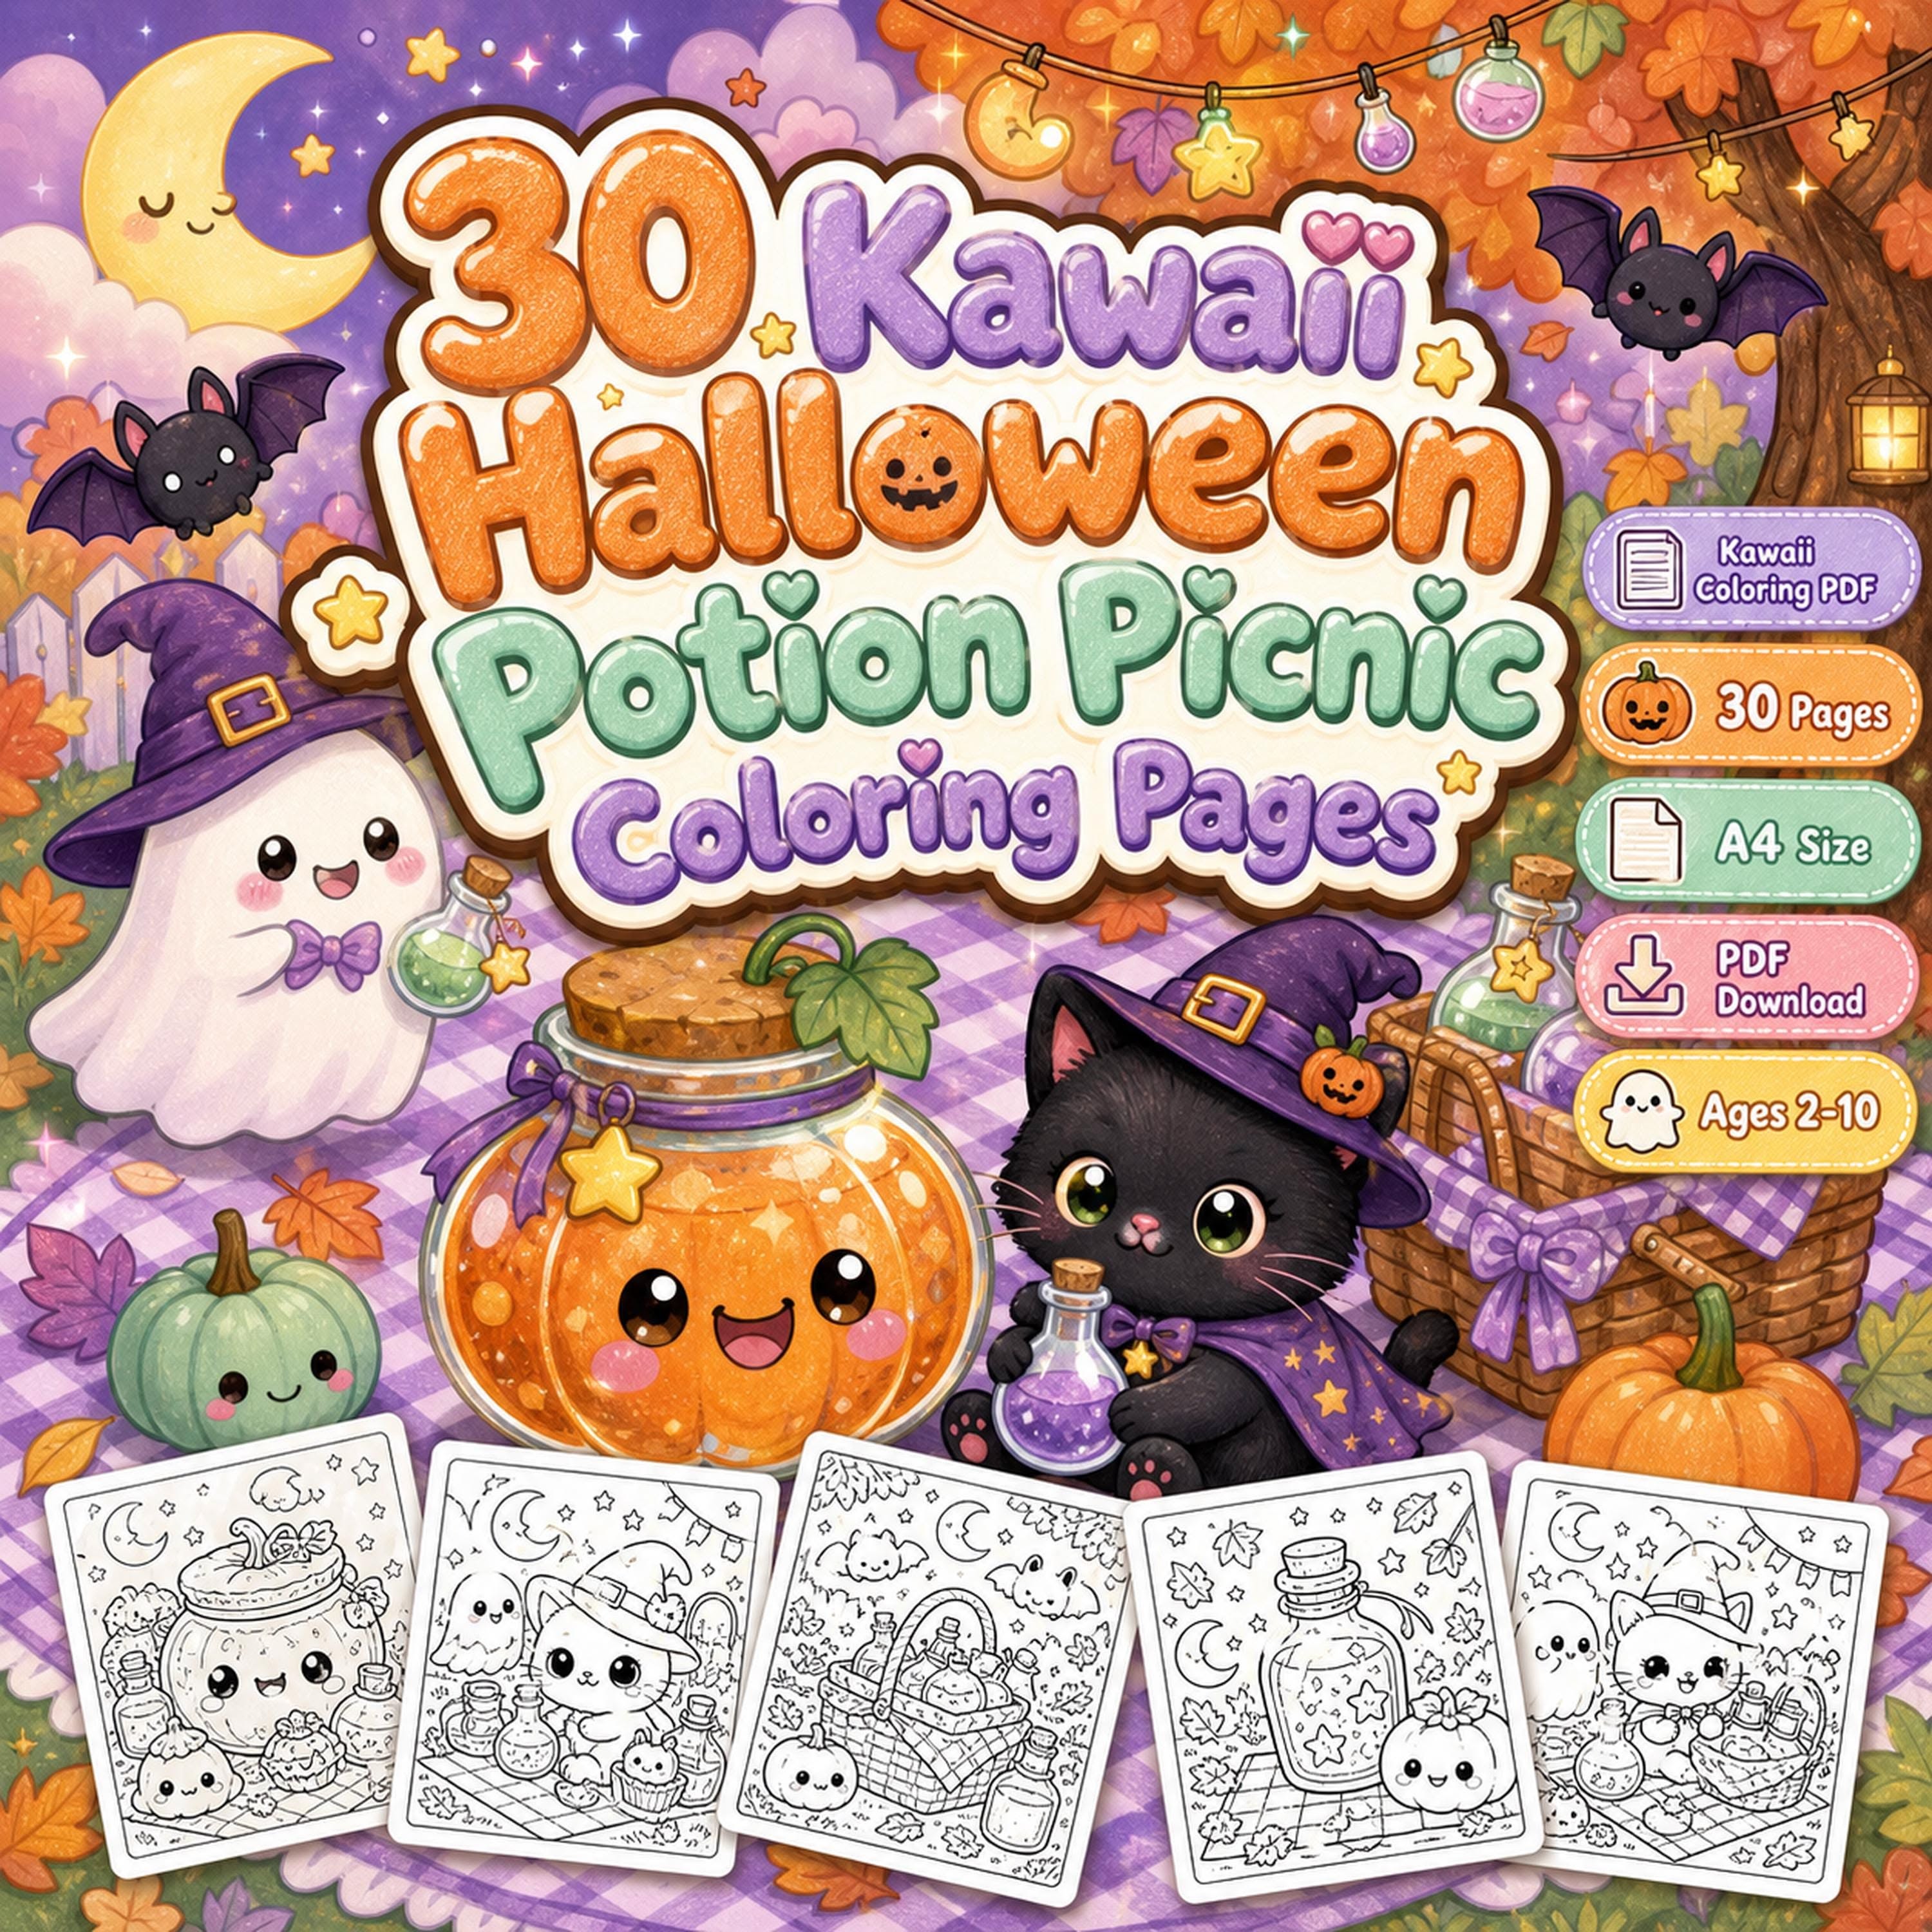 30 Kawaii
Halloween
Potion Picnic
Coloring Pages
Kawaii
Coloring PDF
30 Pages
A4 Size
PDF
Download
Ages 2-10